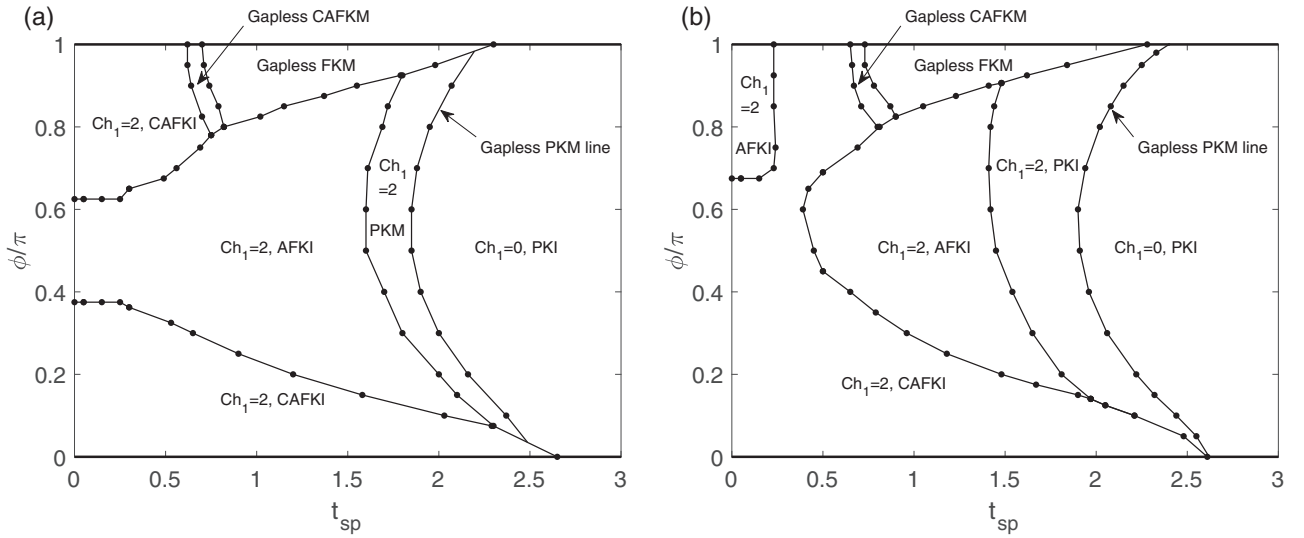 (a)
Gapless CAFKM
1
Gapless FKM
Ch1=2, CAFKI
0.8
Gapless PKM line
Ch1
=2
PKM
0.6
ϕ/π
Ch1=2, AFKI
Ch1=0, PKI
0.4
0.2
Ch1=2, CAFKI
0
0 0.5 1 1.5 2 2.5 3
tsp
(b)
Gapless CAFKM
1
Gapless FKM
Ch1
=2
AFKI
0.8
Gapless PKM line
Ch1=2, PKI
0.6
ϕ/π
Ch1=2, AFKI
Ch1=0, PKI
0.4
0.2
Ch1=2, CAFKI
0
0 0.5 1 1.5 2 2.5 3
tsp